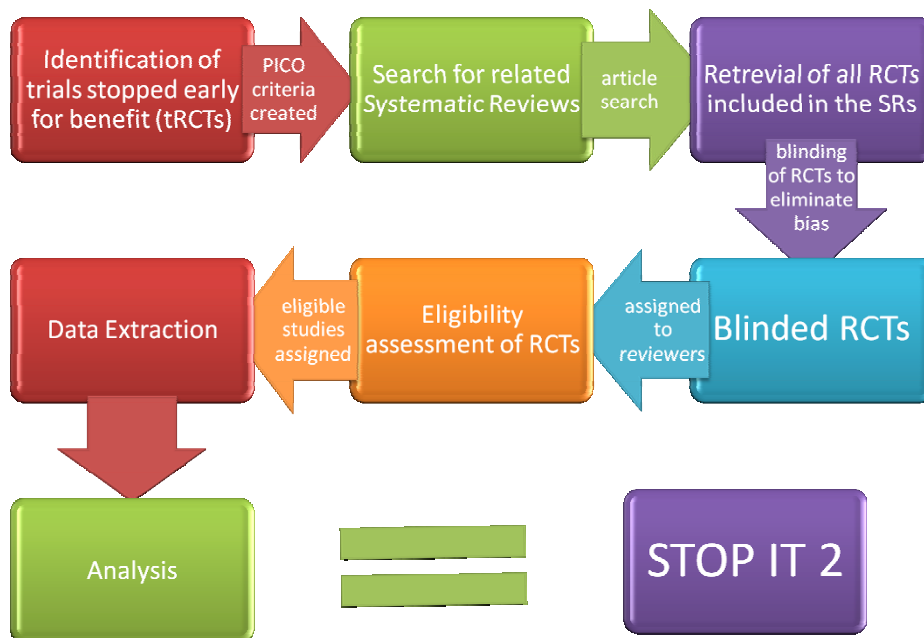 Identification of
trials stopped early
for benefit (tRCTs)
PICO
criteria
created
Search for related
Systematic Reviews
article
search
Retrevial of all RCTs
included in the SRs
blinding
of RCTs to
eliminate
bias
Blinded RCTs
assigned
to
reviewers
Eligibility
assessment of RCTs
eligible
studies
assigned
Data Extraction
Analysis
=
STOP IT 2